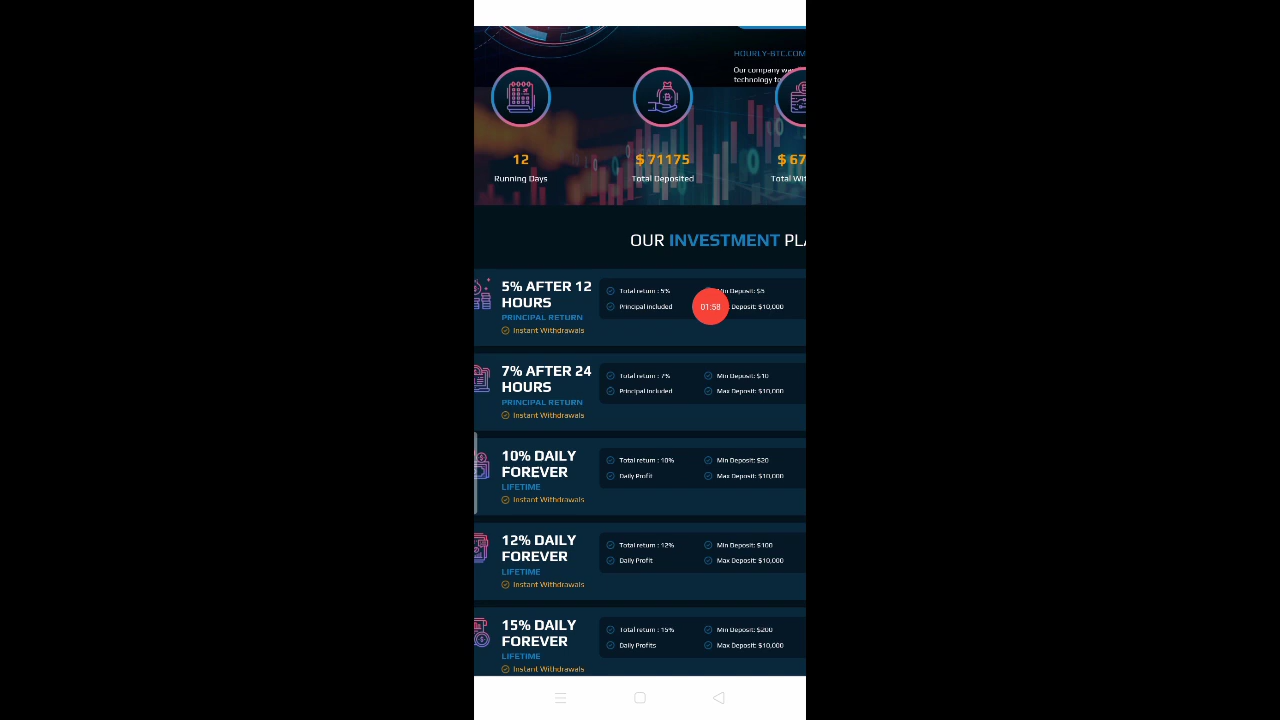 HOURLY-BTC.COM
Our company wa
technology t
12
$ 71175
$ 67
Running Days
Total Deposited
Total Wit
OUR INVESTMENT PLA
5% AFTER 12
HOURS
PRINCIPAL RETURN
Instant Withdrawals
Total return : 5%
Min Deposit: $5
Principal included
Deposit: $10,000
01:58
7% AFTER 24
HOURS
PRINCIPAL RETURN
Instant Withdrawals
Total return : 7%
Min Deposit: $10
Principal included
Max Deposit: $10,000
10% DAILY
FOREVER
LIFETIME
Instant Withdrawals
Total return : 10%
Min Deposit: $20
Daily Profit
Max Deposit: $10,000
12% DAILY
FOREVER
LIFETIME
Instant Withdrawals
Total return : 12%
Min Deposit: $100
Daily Profit
Max Deposit: $10,000
15% DAILY
FOREVER
LIFETIME
Instant Withdrawals
Total return : 15%
Min Deposit: $200
Daily Profits
Max Deposit: $10,000